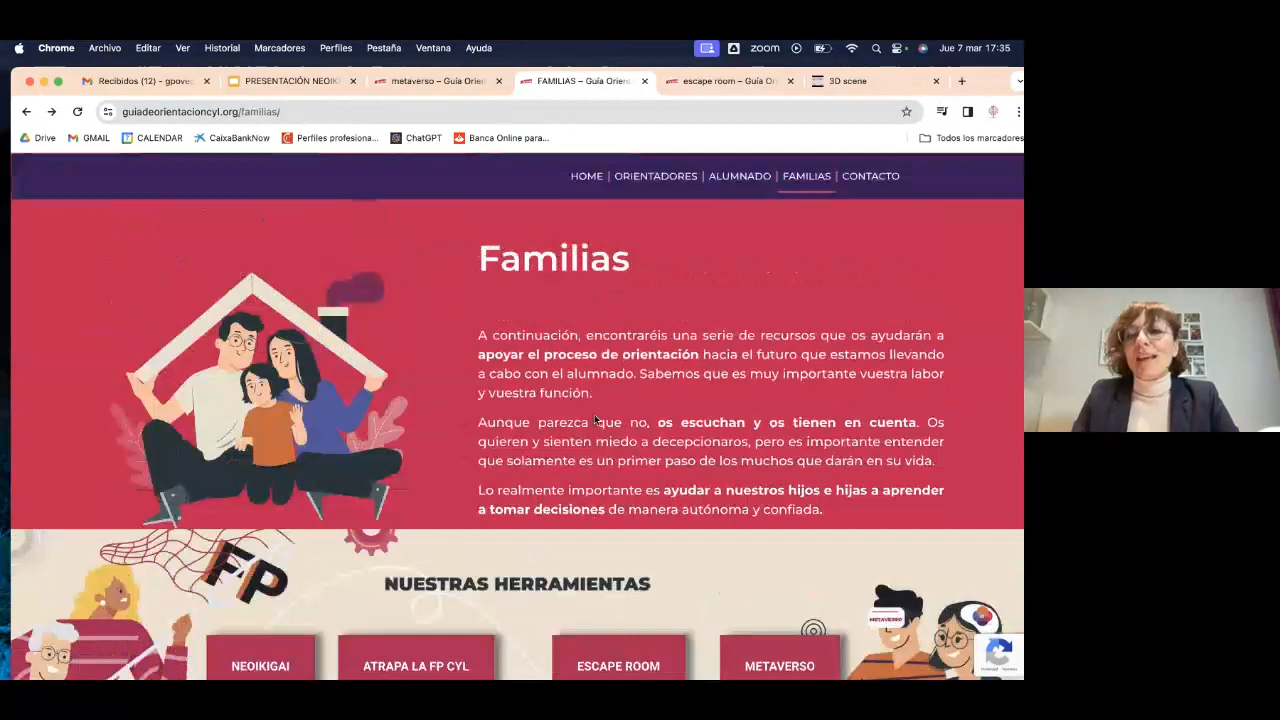 Chrome Archivo Editar Ver Historial Marcadores Perfiles Pestaña Ventana Ayuda zoom Jue 7 mar 17:35
Recibidos (12) - gpove PRESENTACIÓN NEOIK metaverso – Guía Orien FAMILIAS – Guía Orien escape room – Guía Or 3D scene
guiadeorientacioncyl.org/familias/
Drive GMAIL CALENDAR CaixaBankNow Perfiles profesiona... ChatGPT Banca Online para... Todos los marcadores
HOME | ORIENTADORES | ALUMNADO | FAMILIAS | CONTACTO
Familias
A continuación, encontraréis una serie de recursos que os ayudarán a
apoyar el proceso de orientación hacia el futuro que estamos llevando
a cabo con el alumnado. Sabemos que es muy importante vuestra labor
y vuestra función.
Aunque parezca que no, os escuchan y os tienen en cuenta. Os
quieren y sienten miedo a decepcionaros, pero es importante entender
que solamente es un primer paso de los muchos que darán en su vida.
Lo realmente importante es ayudar a nuestros hijos e hijas a aprender
a tomar decisiones de manera autónoma y confiada.
FP
NUESTRAS HERRAMIENTAS
METAVERSO
NEOIKIGAI ATRAPA LA FP CYL ESCAPE ROOM METAVERSO